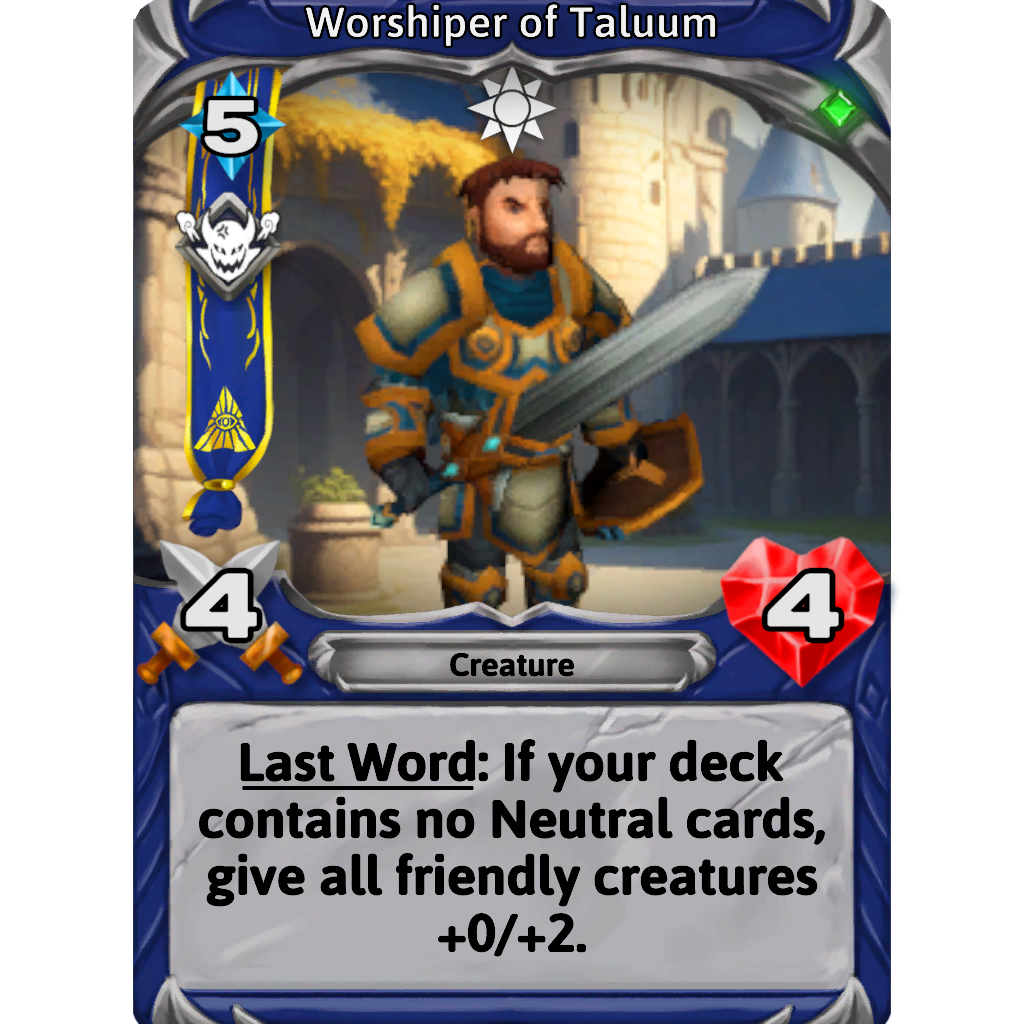 Worshiper of Taluum
5
4
4
Creature
Last Word: If your deck
contains no Neutral cards,
give all friendly creatures
+0/+2.